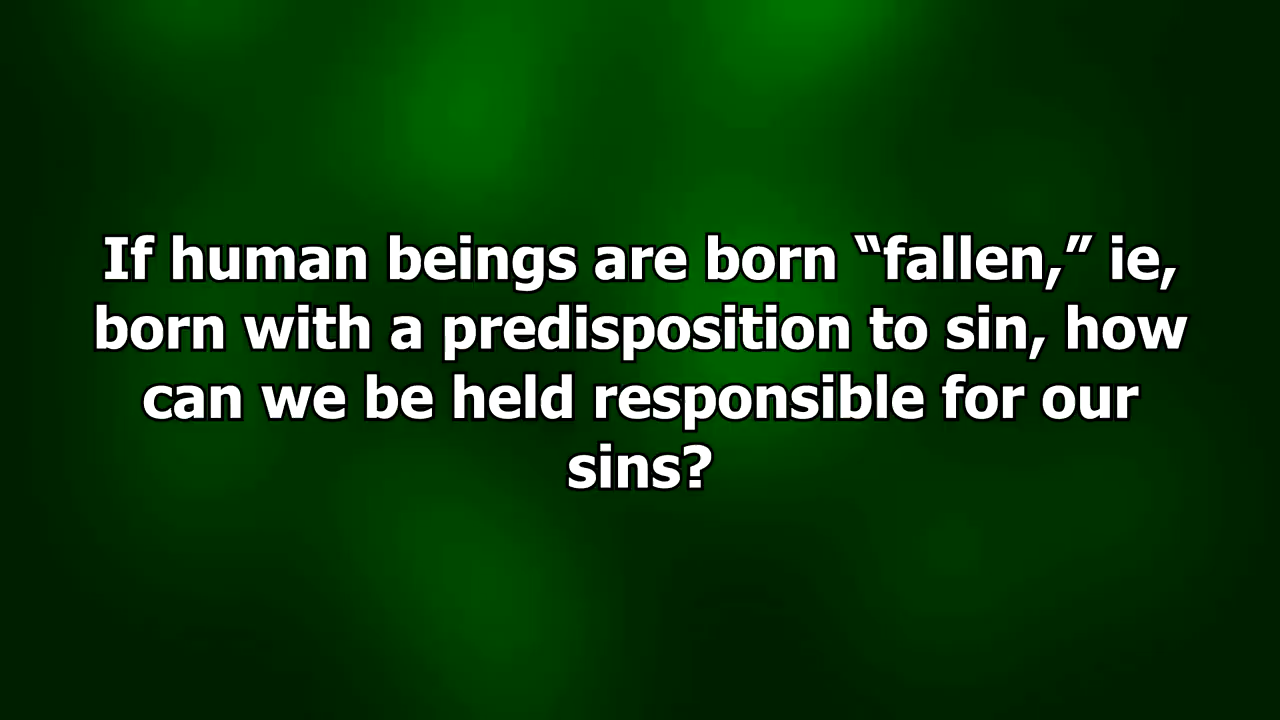 If human beings are born “fallen,” ie,
born with a predisposition to sin, how
can we be held responsible for our
sins?